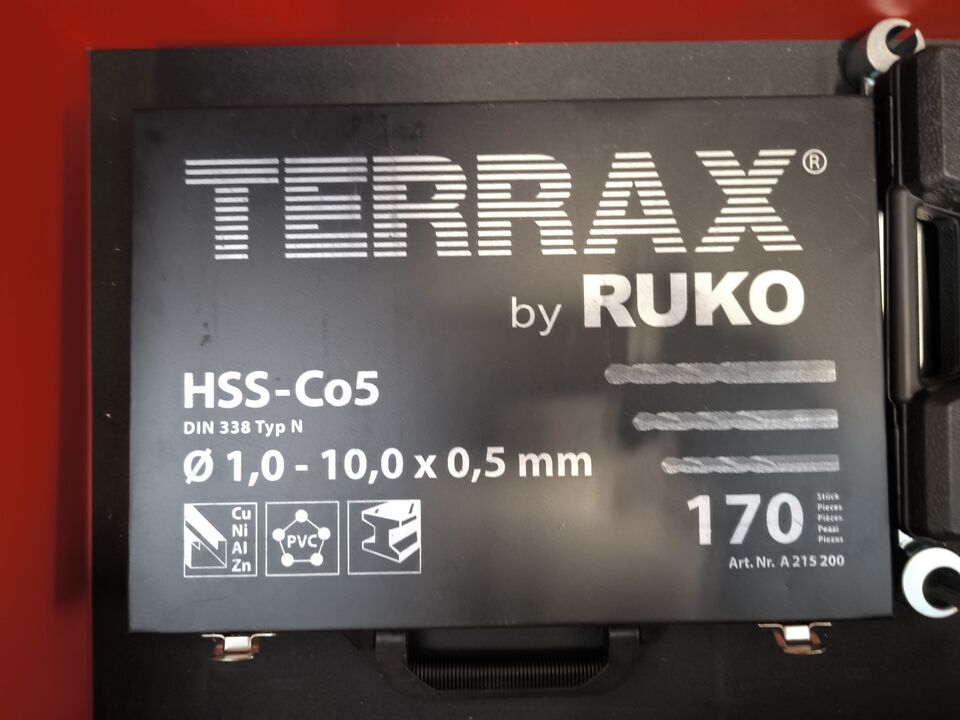 TERRAX®
by RUKO
HSS-Co5
DIN 338 Typ N
Ø 1,0 - 10,0 x 0,5 mm
Cu
Ni
Al
Zn
PVC
170
Stück
Pieces
Pièces
Pezzi
Piezas
Art. Nr. A 215 200